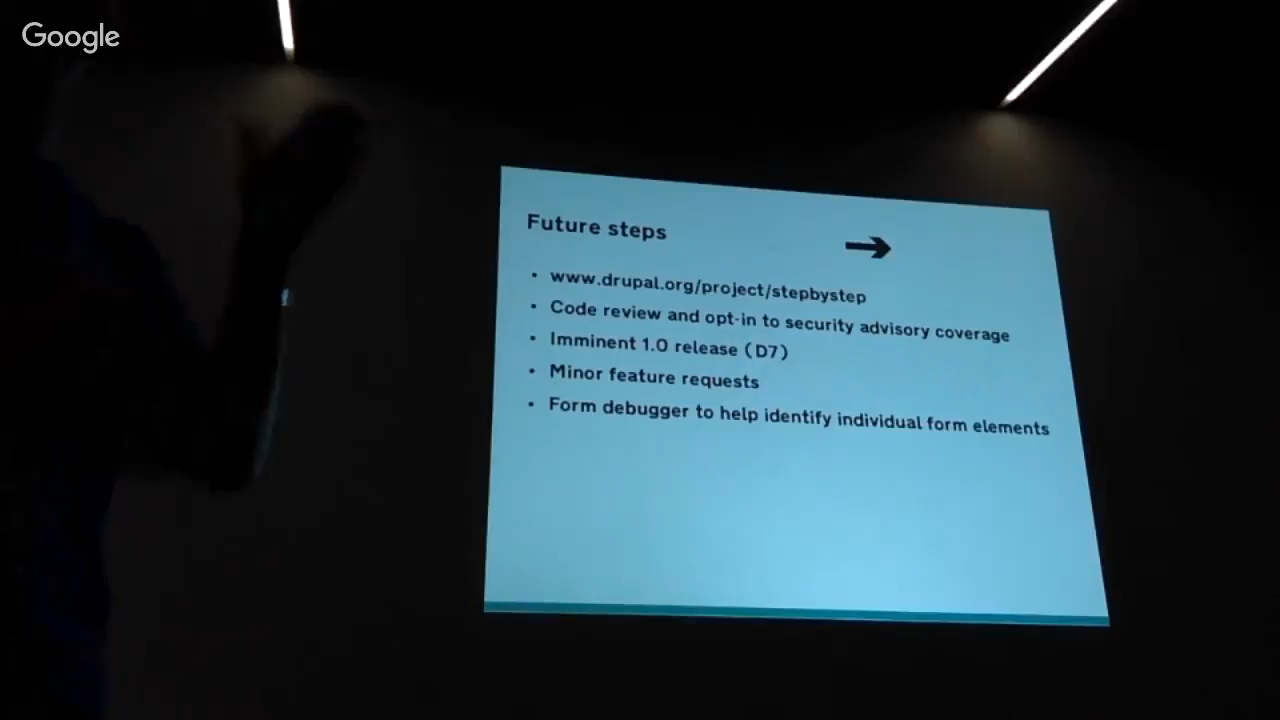 Google
Future steps
• www.drupal.org/project/stepbystep
• Code review and opt-in to security advisory coverage
• Imminent 1.0 release (D7)
• Minor feature requests
• Form debugger to help identify individual form elements